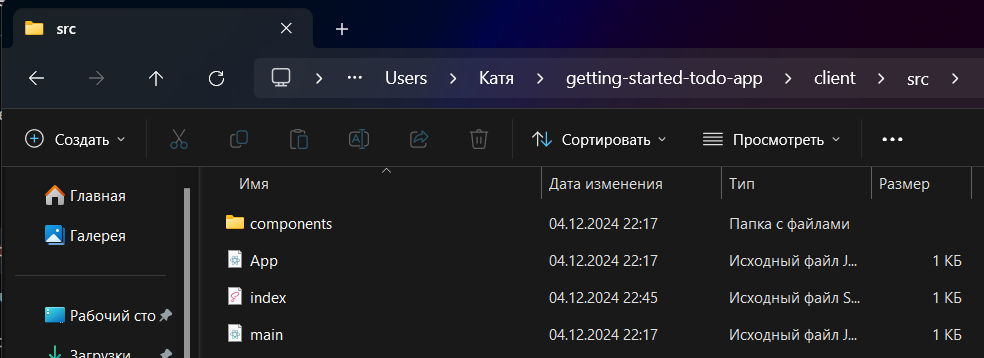 src
Users Катя getting-started-todo-app client src
Создать Сортировать Просмотреть
Имя Дата изменения Тип Размер
Главная
Галерея
Рабочий сто
Загрузки
components 04.12.2024 22:17 Папка с файлами
App 04.12.2024 22:17 Исходный файл J... 1 КБ
index 04.12.2024 22:45 Исходный файл S... 1 КБ
main 04.12.2024 22:17 Исходный файл J... 1 КБ